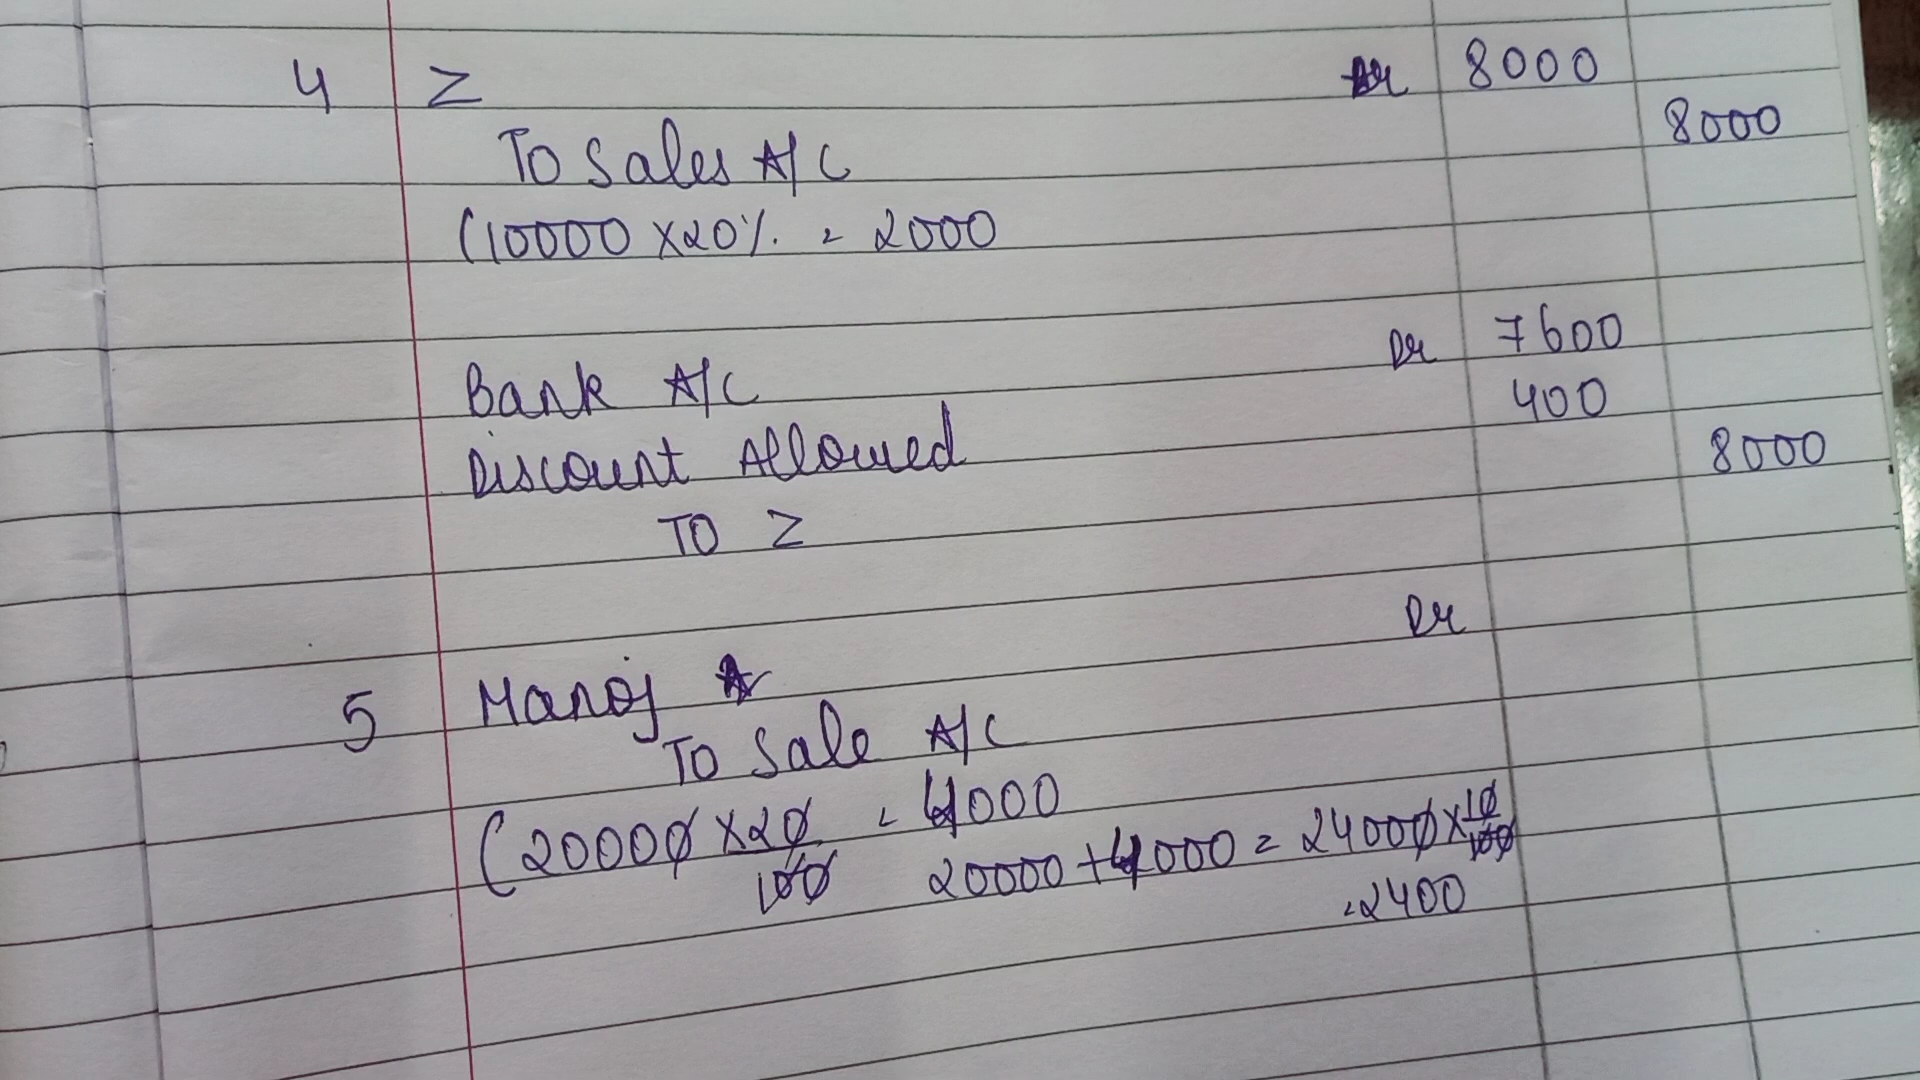 4 Z Dr 8000
To Sales A/C 8000
(10000 x 20% = 2000
Bank A/C Dr 7600
Discount Allowed 400
To Z 8000
5 Manoj Dr
To Sale A/C
(20000 x 20/100 = 4000
20000 + 4000 = 24000 x 10/100
= 2400